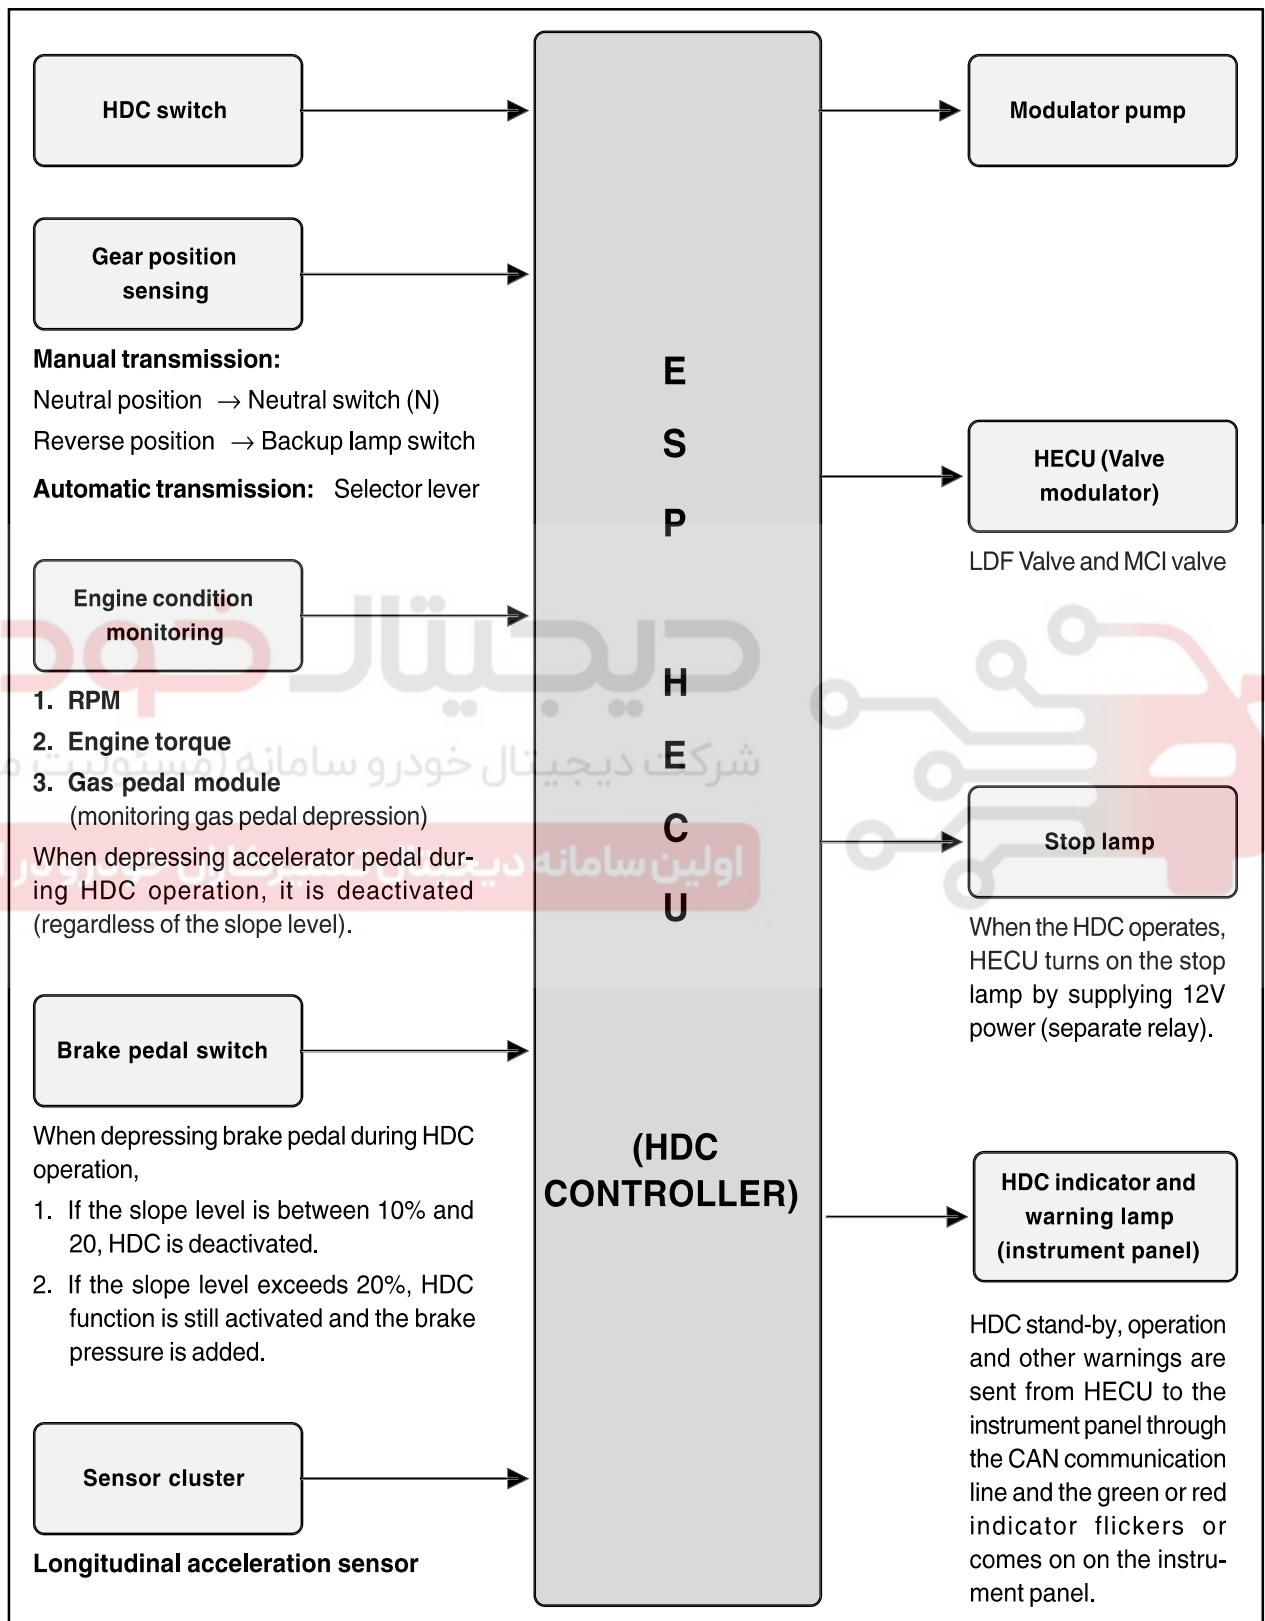 HDC switch
Gear position
sensing
Manual transmission:
Neutral position → Neutral switch (N)
Reverse position → Backup lamp switch
Automatic transmission: Selector lever
Engine condition
monitoring
1. RPM
2. Engine torque
3. Gas pedal module
(monitoring gas pedal depression)
When depressing accelerator pedal dur-
ing HDC operation, it is deactivated
(regardless of the slope level).
Brake pedal switch
When depressing brake pedal during HDC
operation,
1. If the slope level is between 10% and
20, HDC is deactivated.
2. If the slope level exceeds 20%, HDC
function is still activated and the brake
pressure is added.
Sensor cluster
Longitudinal acceleration sensor
E
S
P
H
E
C
U
(HDC
CONTROLLER)
Modulator pump
HECU (Valve
modulator)
LDF Valve and MCI valve
Stop lamp
When the HDC operates,
HECU turns on the stop
lamp by supplying 12V
power (separate relay).
HDC indicator and
warning lamp
(instrument panel)
HDC stand-by, operation
and other warnings are
sent from HECU to the
instrument panel through
the CAN communication
line and the green or red
indicator flickers or
comes on on the instru-
ment panel.
دیجیتال خودرو
شرکت دیجیتال خودرو سامانه (مسئولیت
اولین سامانه دیجیتال تعمیرکاران خودرو در